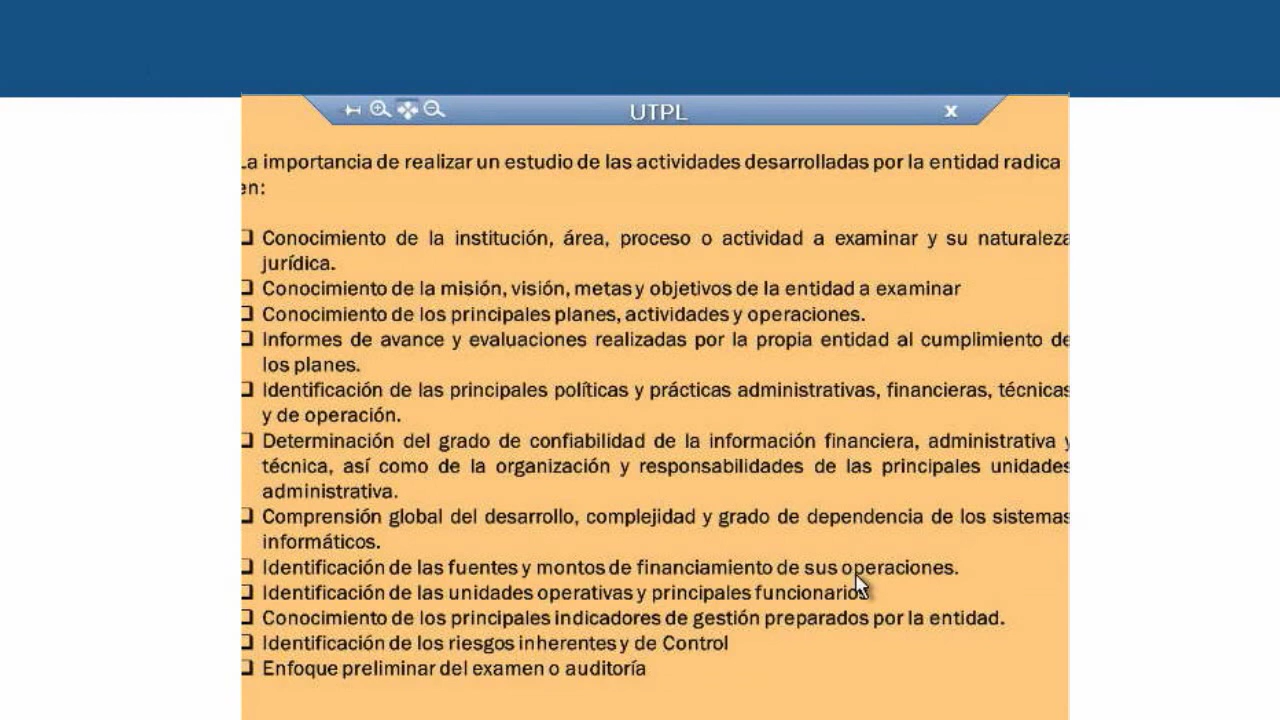 UTPL
La importancia de realizar un estudio de las actividades desarrolladas por la entidad radica
en:
❑ Conocimiento de la institución, área, proceso o actividad a examinar y su naturaleza
jurídica.
❑ Conocimiento de la misión, visión, metas y objetivos de la entidad a examinar
❑ Conocimiento de los principales planes, actividades y operaciones.
❑ Informes de avance y evaluaciones realizadas por la propia entidad al cumplimiento de
los planes.
❑ Identificación de las principales políticas y prácticas administrativas, financieras, técnicas
y de operación.
❑ Determinación del grado de confiabilidad de la información financiera, administrativa y
técnica, así como de la organización y responsabilidades de las principales unidades
administrativa.
❑ Comprensión global del desarrollo, complejidad y grado de dependencia de los sistemas
informáticos.
❑ Identificación de las fuentes y montos de financiamiento de sus operaciones.
❑ Identificación de las unidades operativas y principales funcionarios
❑ Conocimiento de los principales indicadores de gestión preparados por la entidad.
❑ Identificación de los riesgos inherentes y de Control
❑ Enfoque preliminar del examen o auditoría